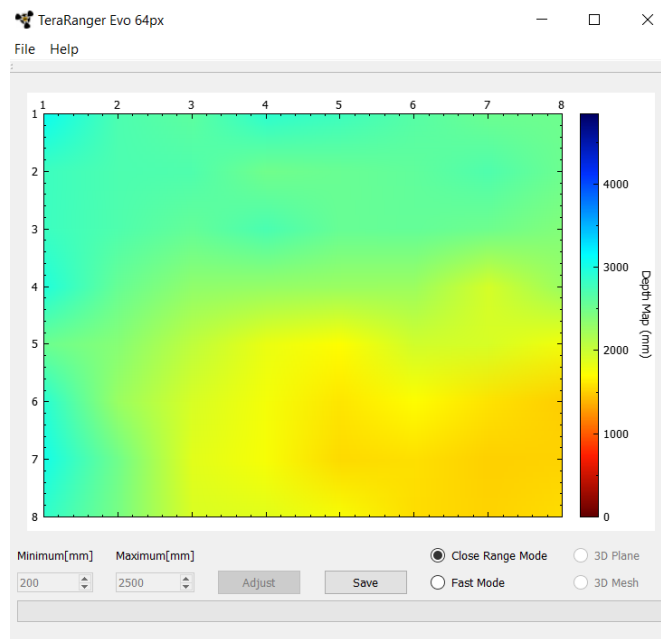 TeraRanger Evo 64px
File Help
1 2 3 4 5 6 7 8
1
2
3
4
5
6
7
8
4000
3000
2000
1000
0
Depth Map (mm)
Minimum[mm] Maximum[mm]
200 2500 Adjust Save
Close Range Mode 3D Plane
Fast Mode 3D Mesh